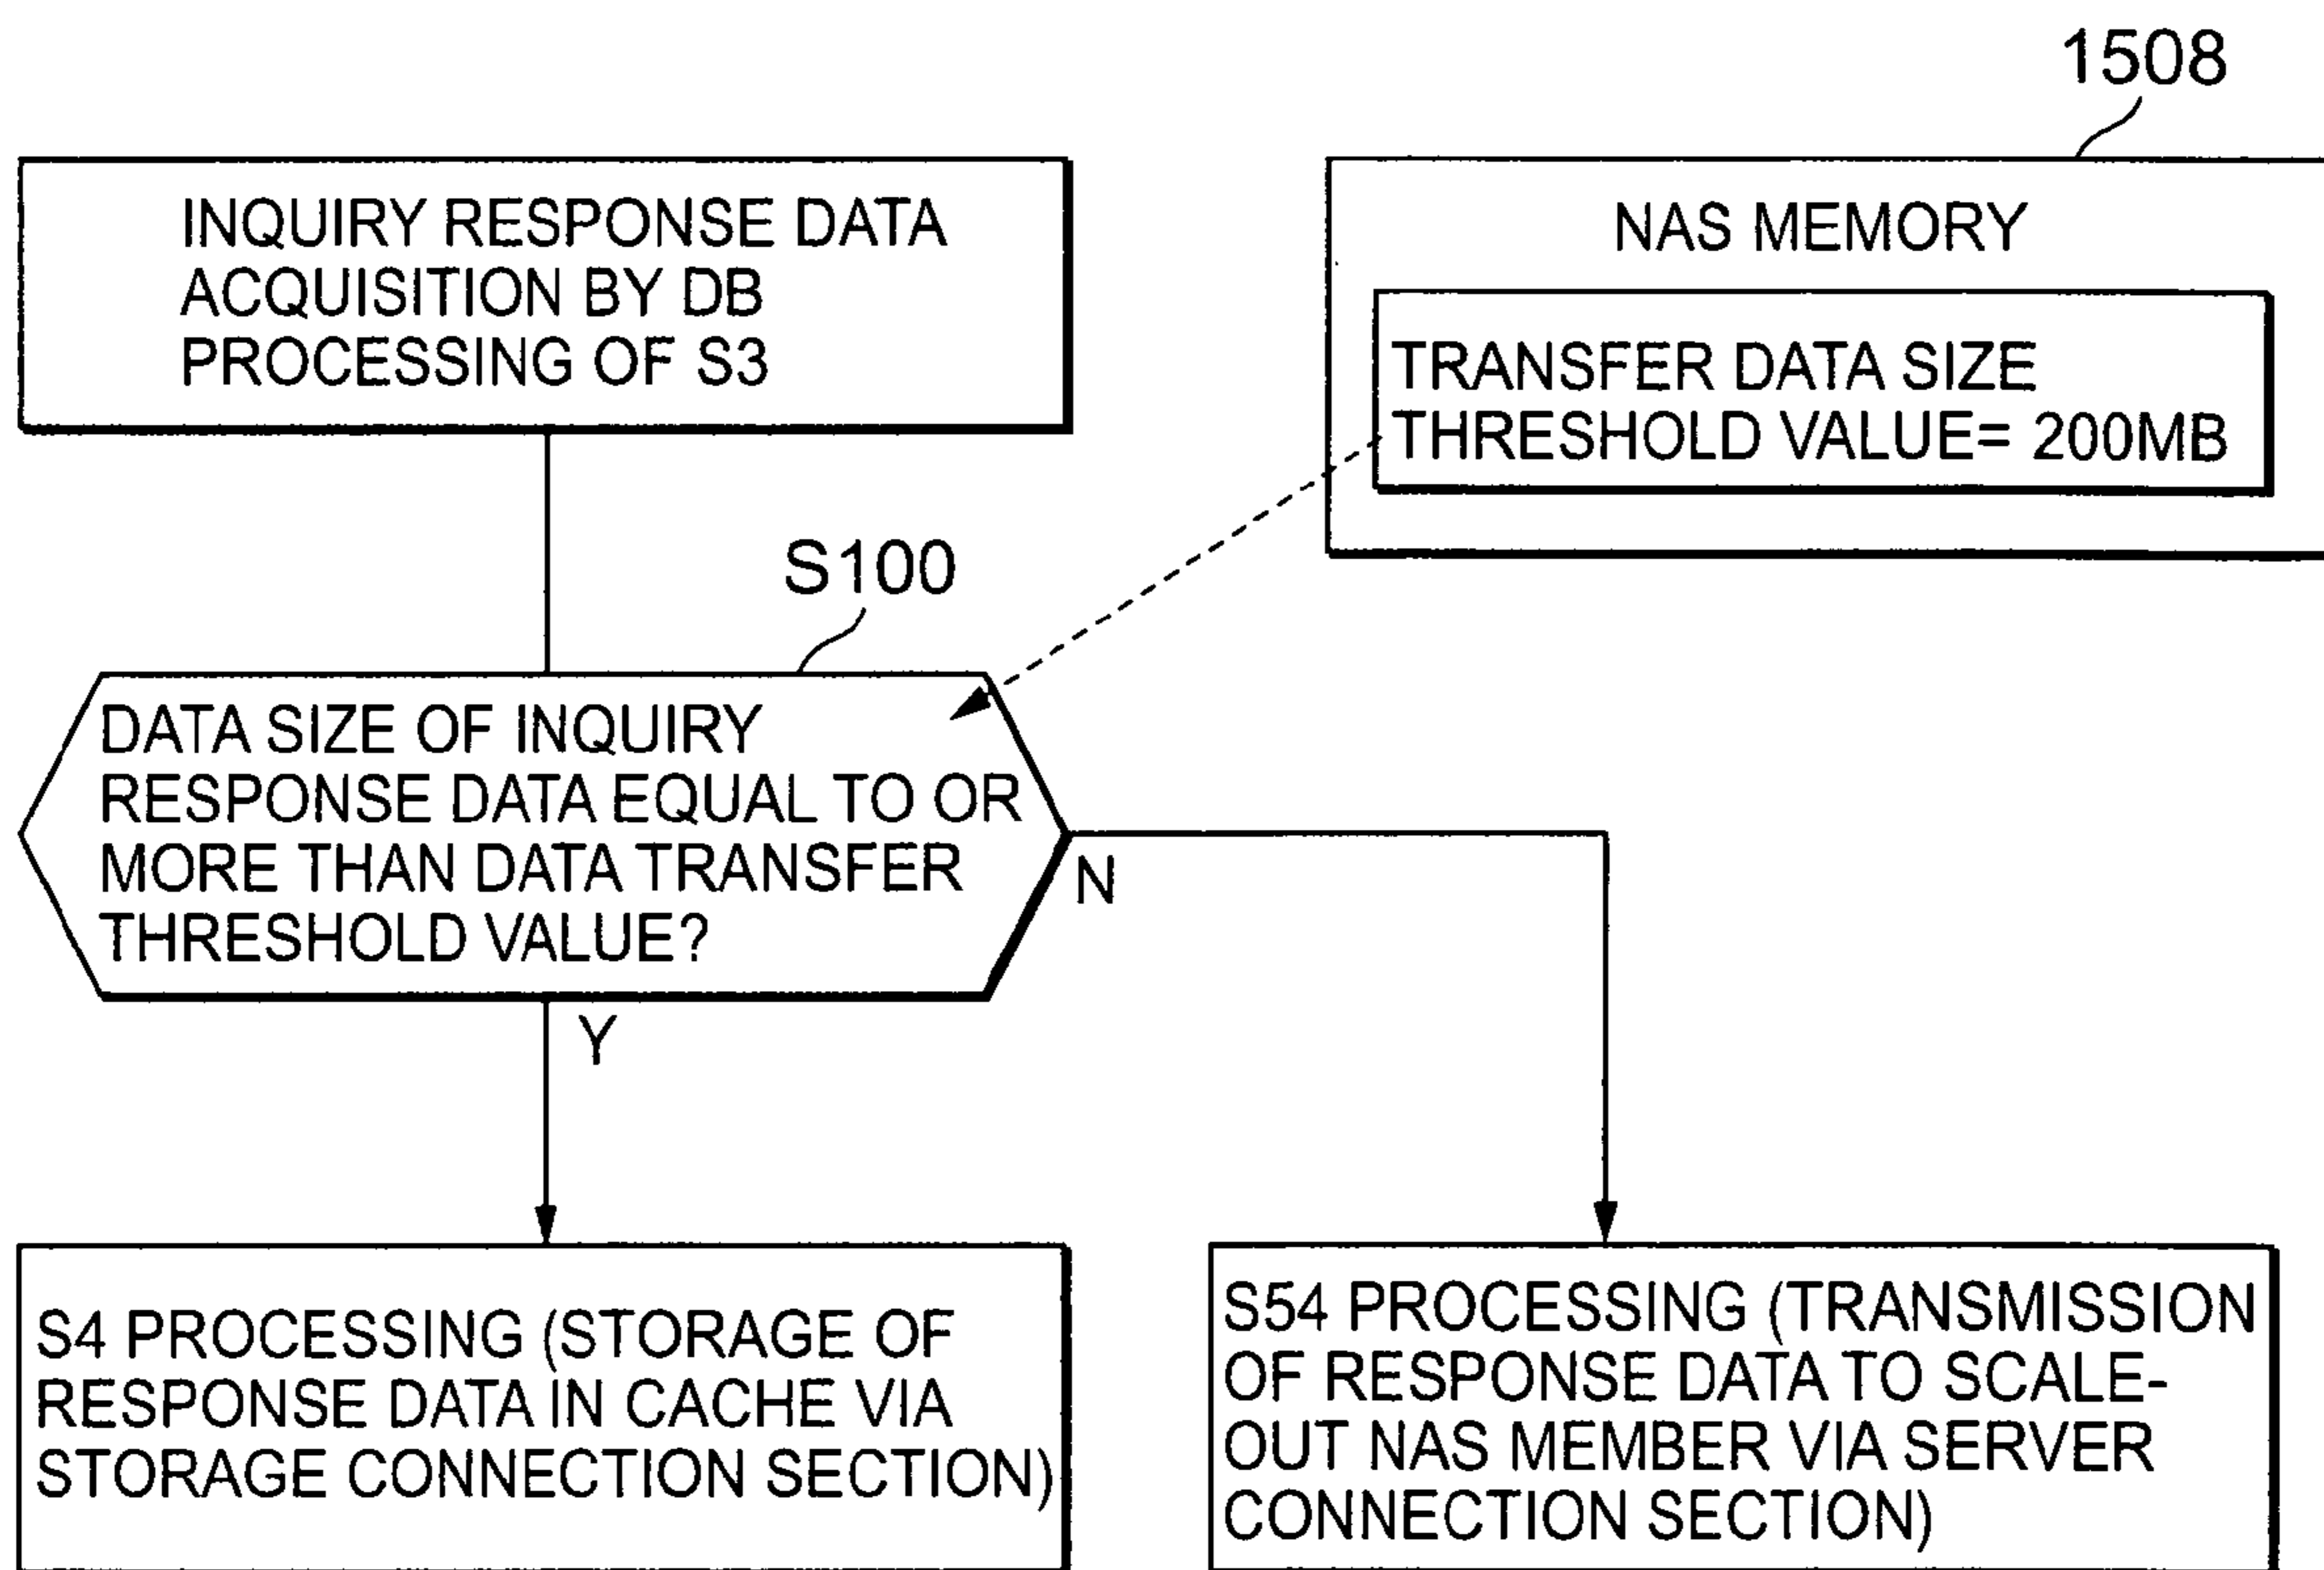 1508
INQUIRY RESPONSE DATA
ACQUISITION BY DB
PROCESSING OF S3
NAS MEMORY
TRANSFER DATA SIZE
THRESHOLD VALUE= 200MB
S100
DATA SIZE OF INQUIRY
RESPONSE DATA EQUAL TO OR
MORE THAN DATA TRANSFER
THRESHOLD VALUE?
N
Y
S4 PROCESSING (STORAGE OF
RESPONSE DATA IN CACHE VIA
STORAGE CONNECTION SECTION)
S54 PROCESSING (TRANSMISSION
OF RESPONSE DATA TO SCALE-
OUT NAS MEMBER VIA SERVER
CONNECTION SECTION)